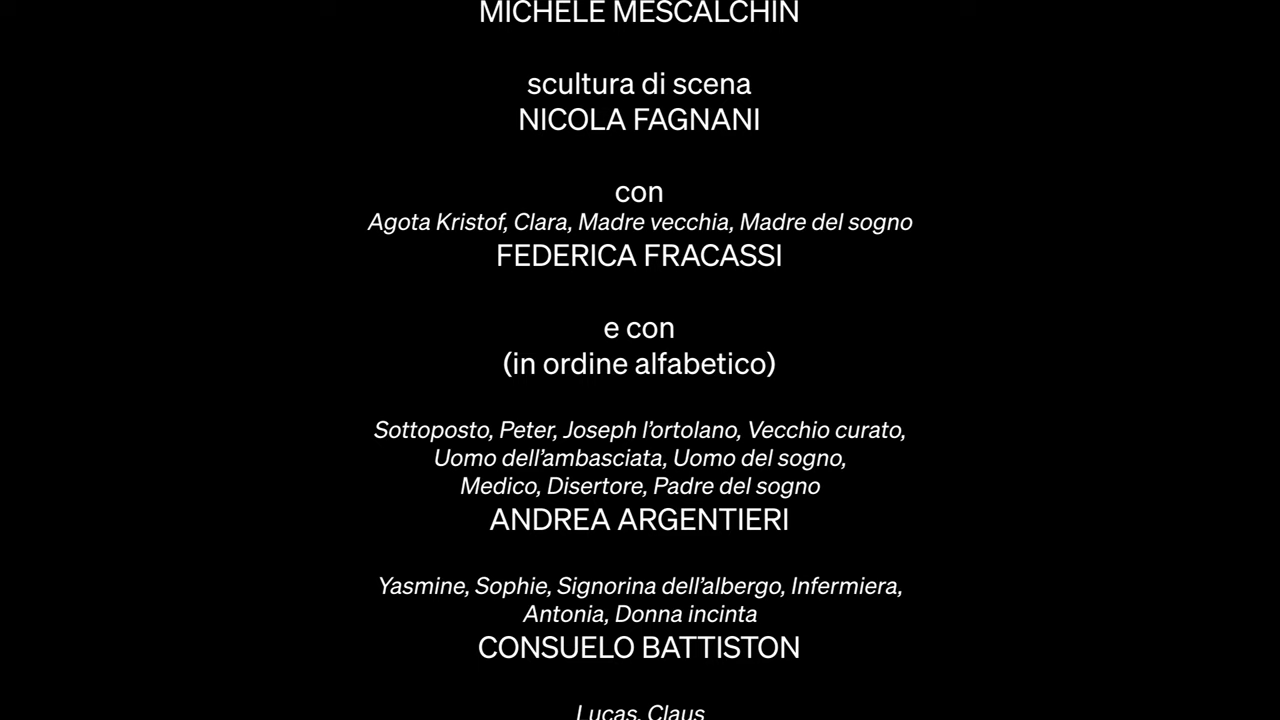 MICHELE MESCALCHIN
scultura di scena
NICOLA FAGNANI
con
Agota Kristof, Clara, Madre vecchia, Madre del sogno
FEDERICA FRACASSI
e con
(in ordine alfabetico)
Sottoposto, Peter, Joseph l’ortolano, Vecchio curato,
Uomo dell’ambasciata, Uomo del sogno,
Medico, Disertore, Padre del sogno
ANDREA ARGENTIERI
Yasmine, Sophie, Signorina dell’albergo, Infermiera,
Antonia, Donna incinta
CONSUELO BATTISTON
Lucas, Claus